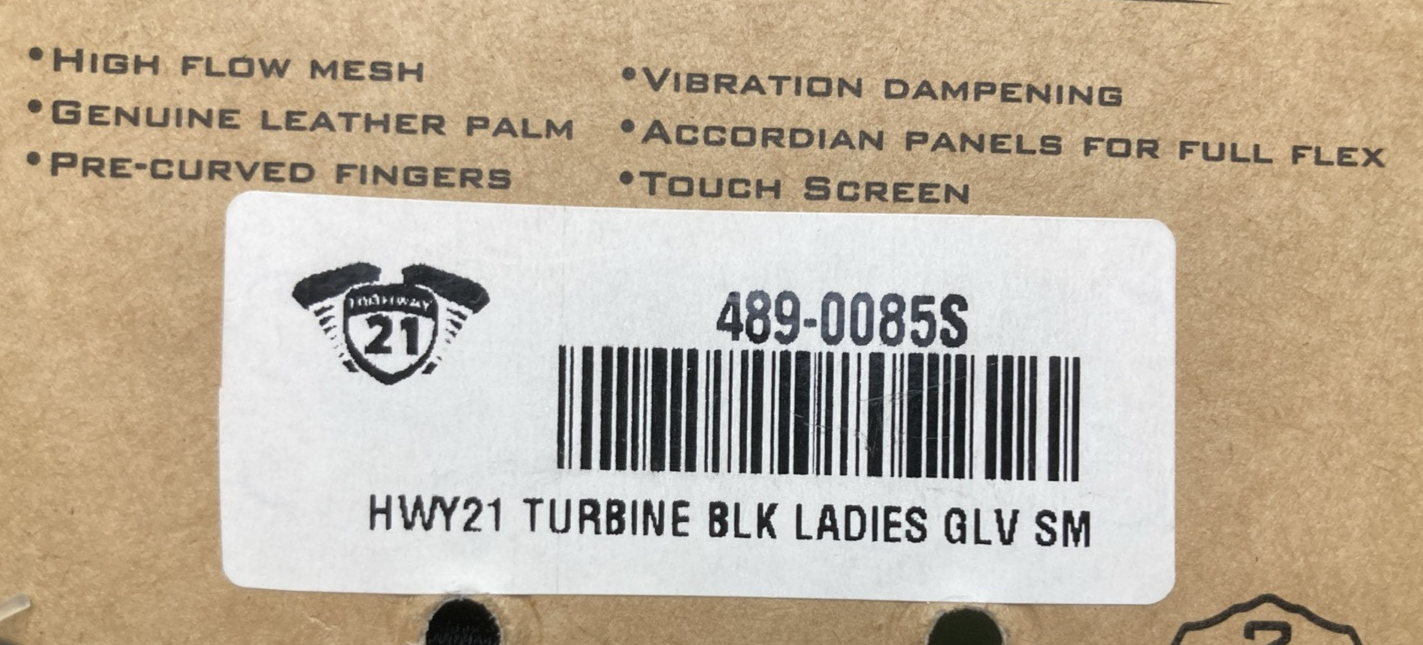 •High flow mesh
•Genuine leather palm
•Pre-curved fingers
•Vibration dampening
•Accordian panels for full flex
•Touch Screen
HIGHWAY
21
489-0085S
HWY21 TURBINE BLK LADIES GLV SM